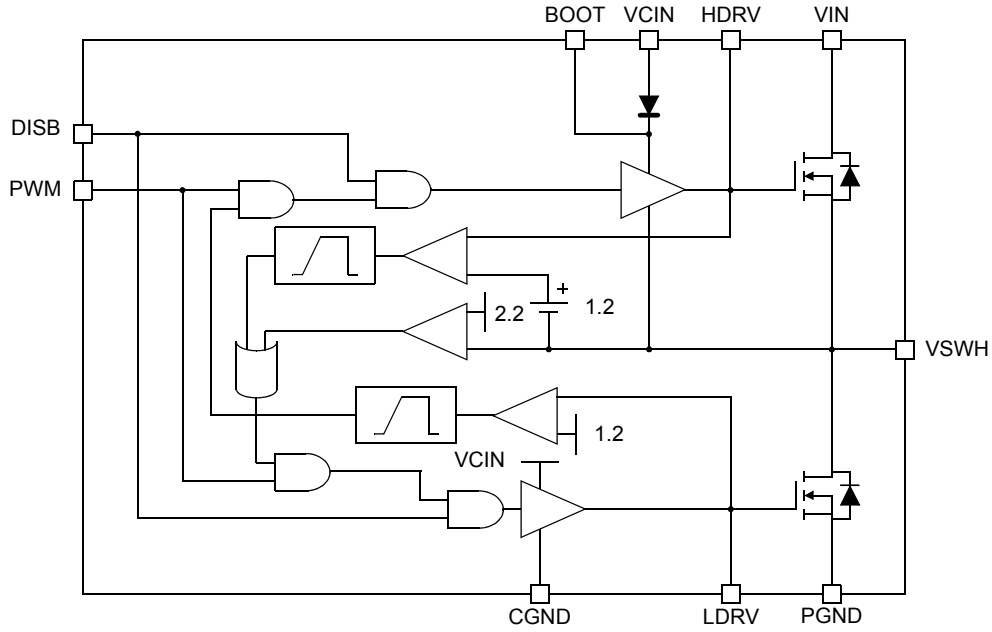 BOOT VCIN HDRV VIN
DISB
PWM
+
2.2 1.2
VSWH
1.2
VCIN
CGND LDRV PGND